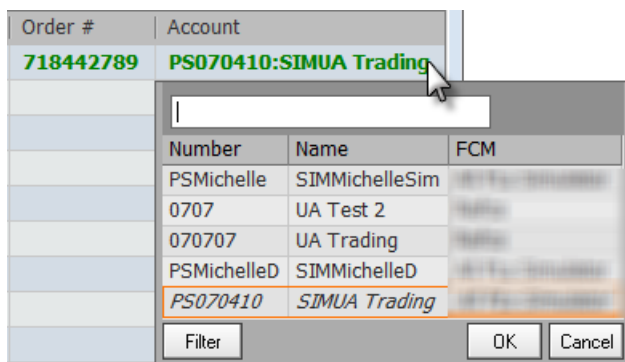 Order # Account
718442789 PS070410:SIMUA Trading
Number Name FCM
PSMichelle SIMMichelleSim
0707 UA Test 2
070707 UA Trading
PSMichelleD SIMMichelleD
PS070410 SIMUA Trading
Filter OK Cancel